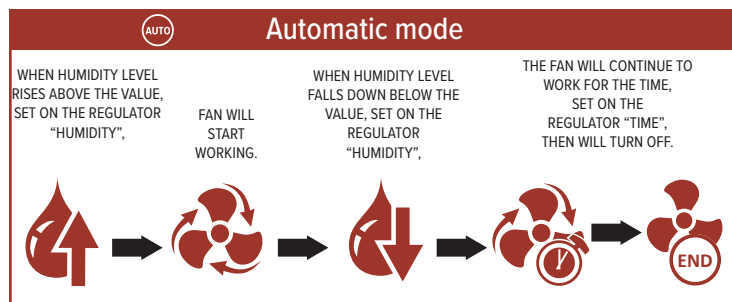 AUTO
Automatic mode
WHEN HUMIDITY LEVEL
RISES ABOVE THE VALUE,
SET ON THE REGULATOR
“HUMIDITY”,
FAN WILL
START
WORKING.
WHEN HUMIDITY LEVEL
FALLS DOWN BELOW THE
VALUE, SET ON THE
REGULATOR
“HUMIDITY”,
THE FAN WILL CONTINUE TO
WORK FOR THE TIME,
SET ON THE
REGULATOR “TIME”,
THEN WILL TURN OFF.
END